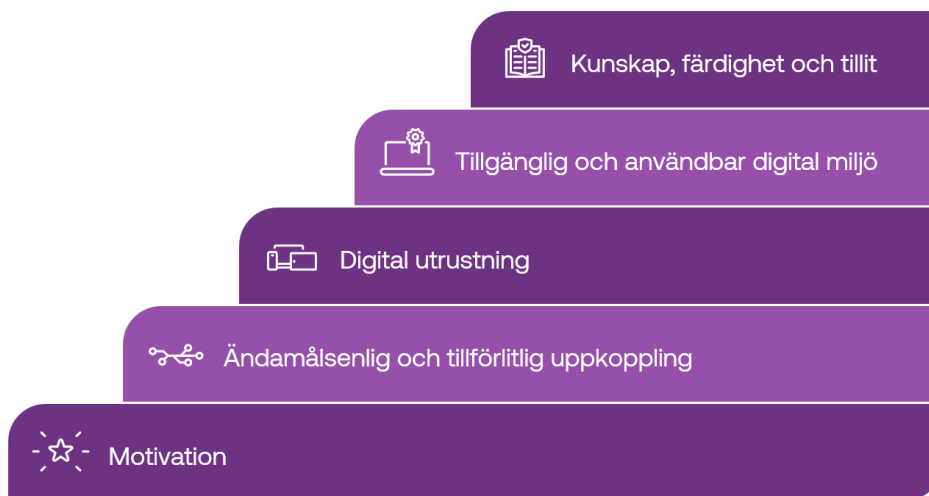 Kunskap, färdighet och tillit
Tillgänglig och användbar digital miljö
Digital utrustning
Ändamålsenlig och tillförlitlig uppkoppling
Motivation